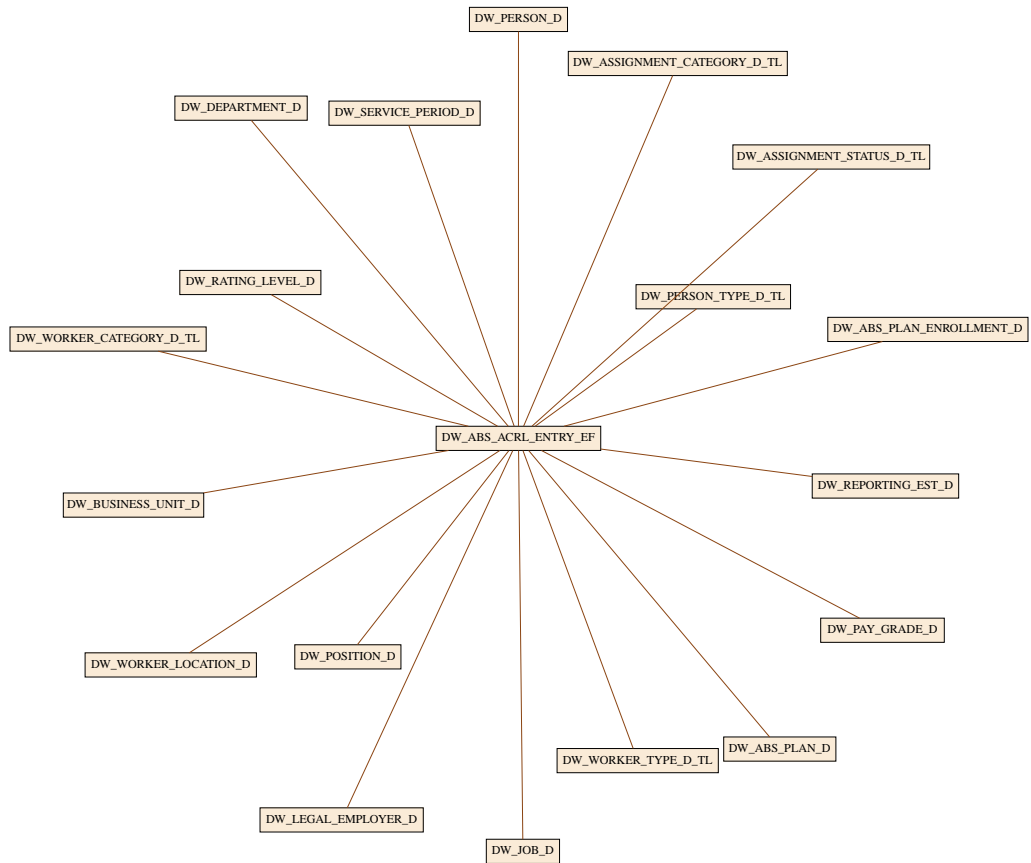 DW_PERSON_D
DW_ASSIGNMENT_CATEGORY_D_TL
DW_DEPARTMENT_D
DW_SERVICE_PERIOD_D
DW_ASSIGNMENT_STATUS_D_TL
DW_RATING_LEVEL_D
DW_PERSON_TYPE_D_TL
DW_WORKER_CATEGORY_D_TL
DW_ABS_PLAN_ENROLLMENT_D
DW_ABS_ACRL_ENTRY_EF
DW_BUSINESS_UNIT_D
DW_REPORTING_EST_D
DW_PAY_GRADE_D
DW_WORKER_LOCATION_D
DW_POSITION_D
DW_ABS_PLAN_D
DW_WORKER_TYPE_D_TL
DW_LEGAL_EMPLOYER_D
DW_JOB_D